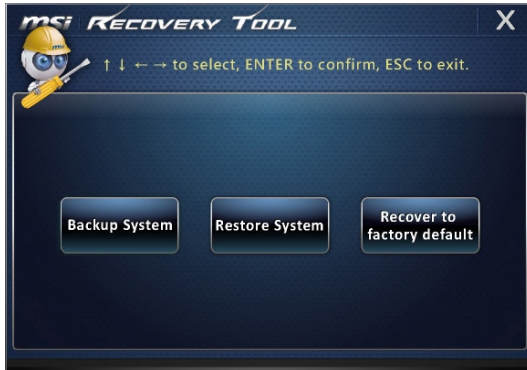 msi RECOVERY TOOL X
↑ ↓ ← → to select, ENTER to confirm, ESC to exit.
Backup System
Restore System
Recover to
factory default